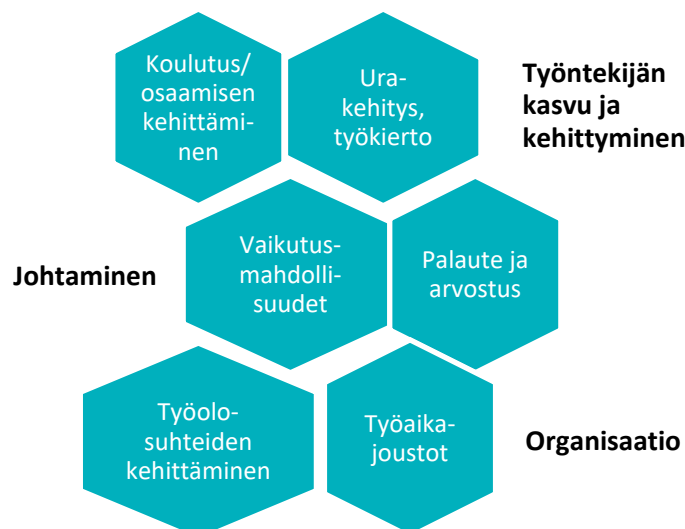 Koulutus/
osaamisen
kehittämi-
nen
Ura-
kehitys,
työkierto
Työntekijän
kasvu ja
kehittyminen
Johtaminen
Vaikutus-
mahdolli-
suudet
Palaute ja
arvostus
Työolo-
suhteiden
kehittäminen
Työaika-
joustot
Organisaatio